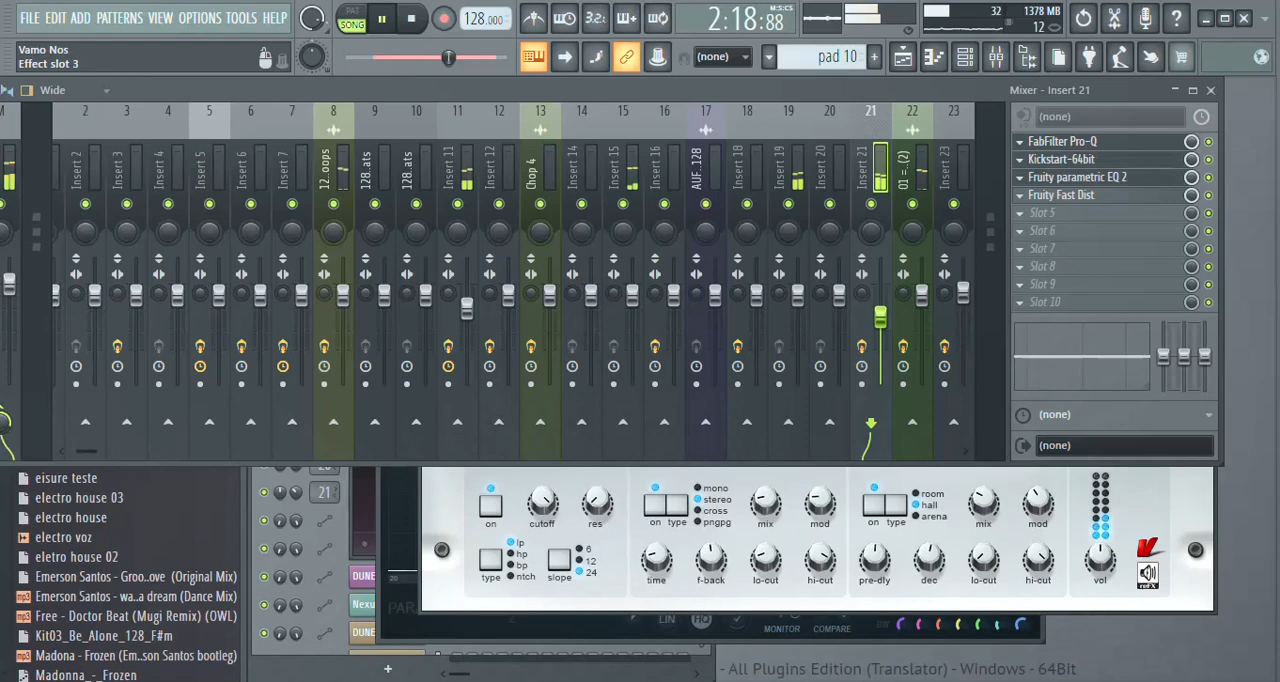 FILE EDIT ADD PATTERNS VIEW OPTIONS TOOLS HELP
PAT
SONG
128.000
3.2
2:18:88
M:S:CS
32
1378 MB
12
Vamo Nos
Effect slot 3
(none)
pad 10
Wide
Mixer - Insert 21
2 3 4 5 6 7 8 9 10 11 12 13 14 15 16 17 18 19 20 21 22 23
Insert 2
Insert 3
Insert 4
Insert 5
Insert 6
Insert 7
12.oops
128.ats
128.ats
Insert 11
Insert 12
Chop 4
Insert 14
Insert 15
Insert 16
AUF.128
Insert 18
Insert 19
Insert 20
Insert 21
01 =.(2)
Insert 23
(none)
FabFilter Pro-Q
Kickstart-64bit
Fruity parametric EQ 2
Fruity Fast Dist
Slot 5
Slot 6
Slot 7
Slot 8
Slot 9
Slot 10
(none)
(none)
eisure teste
electro house 03
electro house
electro voz
eletro house 02
Emerson Santos - Groo..ove (Original Mix)
Emerson Santos - wa..a dream (Dance Mix)
Free - Doctor Beat (Mugi Remix) (OWL)
Kit03_Be_Alone_128_F#m
Madona - Frozen (Em..son Santos bootleg)
Madonna_-_Frozen
21
DUNE
Nexu
DUNE
20
on cutoff res
lp
hp
bp
ntch
type slope
6
12
24
mono
stereo
cross
pngpg
on type mix mod
time f-back lo-cut hi-cut
room
hall
arena
on type mix mod
pre-dly dec lo-cut hi-cut
vol
reFX
PAR
LIN HQ
MONITOR COMPARE BW
- All Plugins Edition (Translator) - Windows - 64Bit